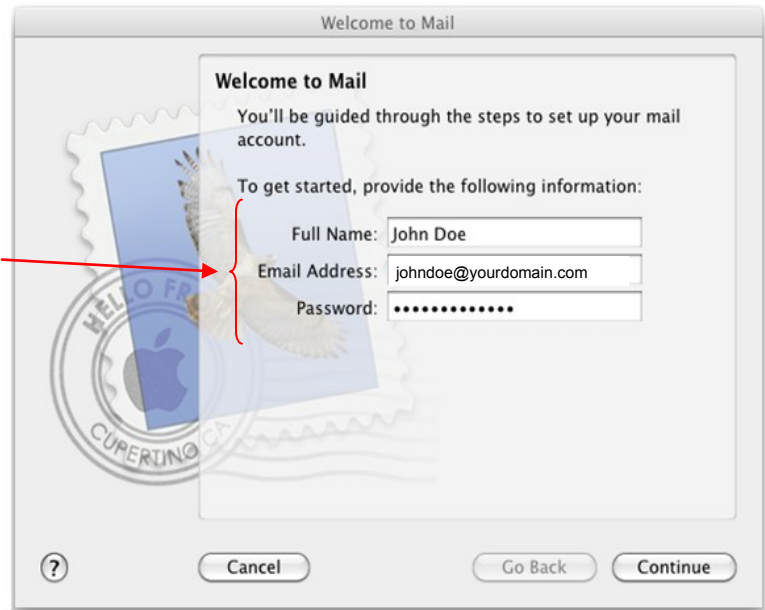 Welcome to Mail
Welcome to Mail
You'll be guided through the steps to set up your mail
account.
To get started, provide the following information:
Full Name: John Doe
Email Address: johndoe@yourdomain.com
Password: •••••••••••••
HELLO FR
CUPERTINO CA
? Cancel Go Back Continue